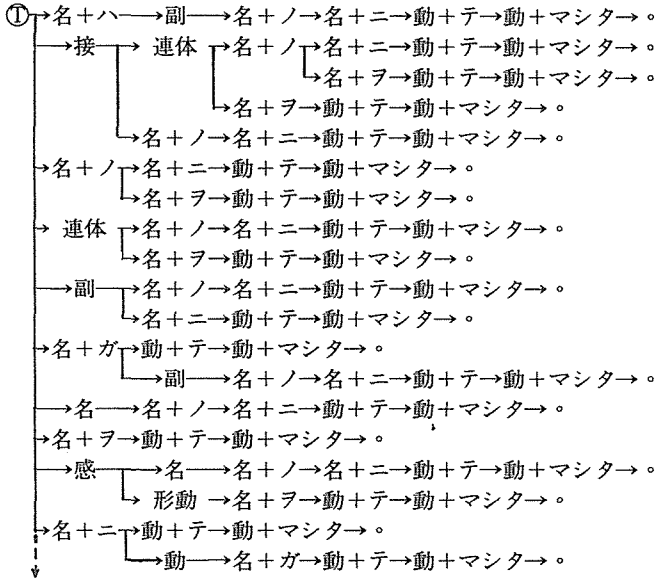 ①→名+ハ→副→名+ノ→名+ニ→動+テ→動+マシタ→。
→接→連体→名+ノ→名+ニ→動+テ→動+マシタ→。
→名+ヲ→動+テ→動+マシタ→。
→名+ヲ→動+テ→動+マシタ→。
→名+ノ→名+ニ→動+テ→動+マシタ→。
→名+ノ→名+ニ→動+テ→動+マシタ→。
→名+ヲ→動+テ→動+マシタ→。
→連体→名+ノ→名+ニ→動+テ→動+マシタ→。
→名+ヲ→動+テ→動+マシタ→。
→副→名+ノ→名+ニ→動+テ→動+マシタ→。
→名+ニ→動+テ→動+マシタ→。
→名+ガ→動+テ→動+マシタ→。
→副→名+ノ→名+ニ→動+テ→動+マシタ→。
→名→名+ノ→名+ニ→動+テ→動+マシタ→。
→名+ヲ→動+テ→動+マシタ→。
→感→名→名+ノ→名+ニ→動+テ→動+マシタ→。
→形動→名+ヲ→動+テ→動+マシタ→。
→名+ニ→動+テ→動+マシタ→。
→動→名+ガ→動+テ→動+マシタ→。